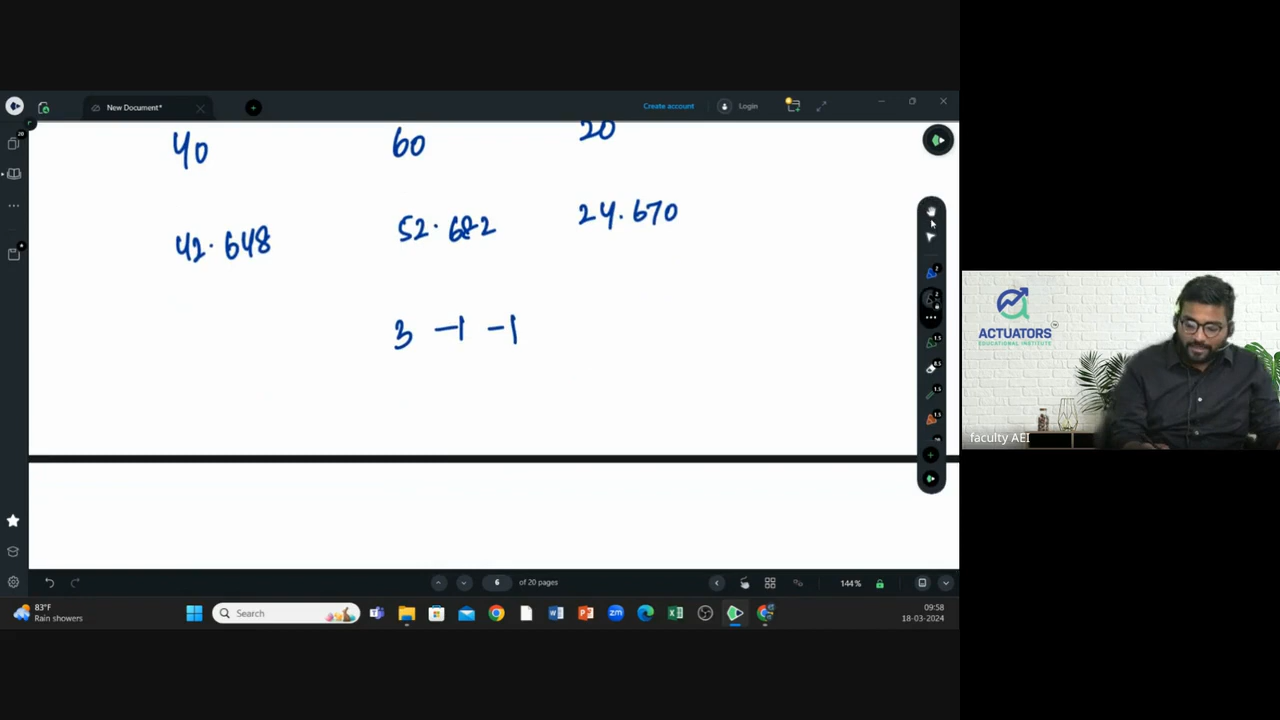 New Document*
Create account
Login
40 60 20
42.648 52.682 24.670
3 -1 -1
ACTUATORS
EDUCATIONAL INSTITUTE
faculty AEI
6 of 20 pages
144%
83°F
Rain showers
Search
09:58
18-03-2024